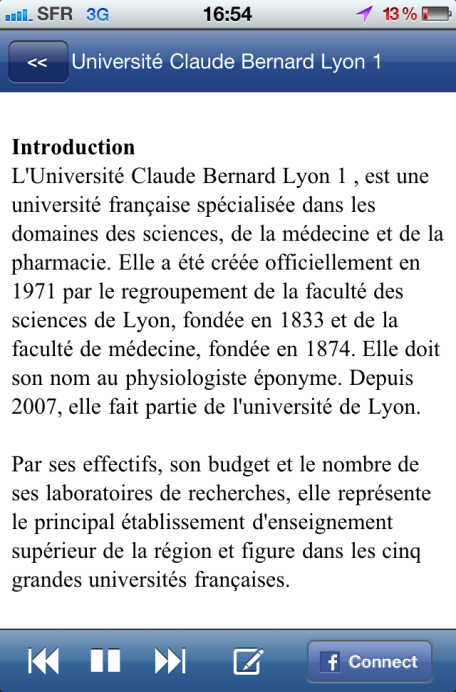 SFR 3G 16:54 13%
<< Université Claude Bernard Lyon 1
Introduction
L'Université Claude Bernard Lyon 1 , est une
université française spécialisée dans les
domaines des sciences, de la médecine et de la
pharmacie. Elle a été créée officiellement en
1971 par le regroupement de la faculté des
sciences de Lyon, fondée en 1833 et de la
faculté de médecine, fondée en 1874. Elle doit
son nom au physiologiste éponyme. Depuis
2007, elle fait partie de l'université de Lyon.
Par ses effectifs, son budget et le nombre de
ses laboratoires de recherches, elle représente
le principal établissement d'enseignement
supérieur de la région et figure dans les cinq
grandes universités françaises.
f Connect